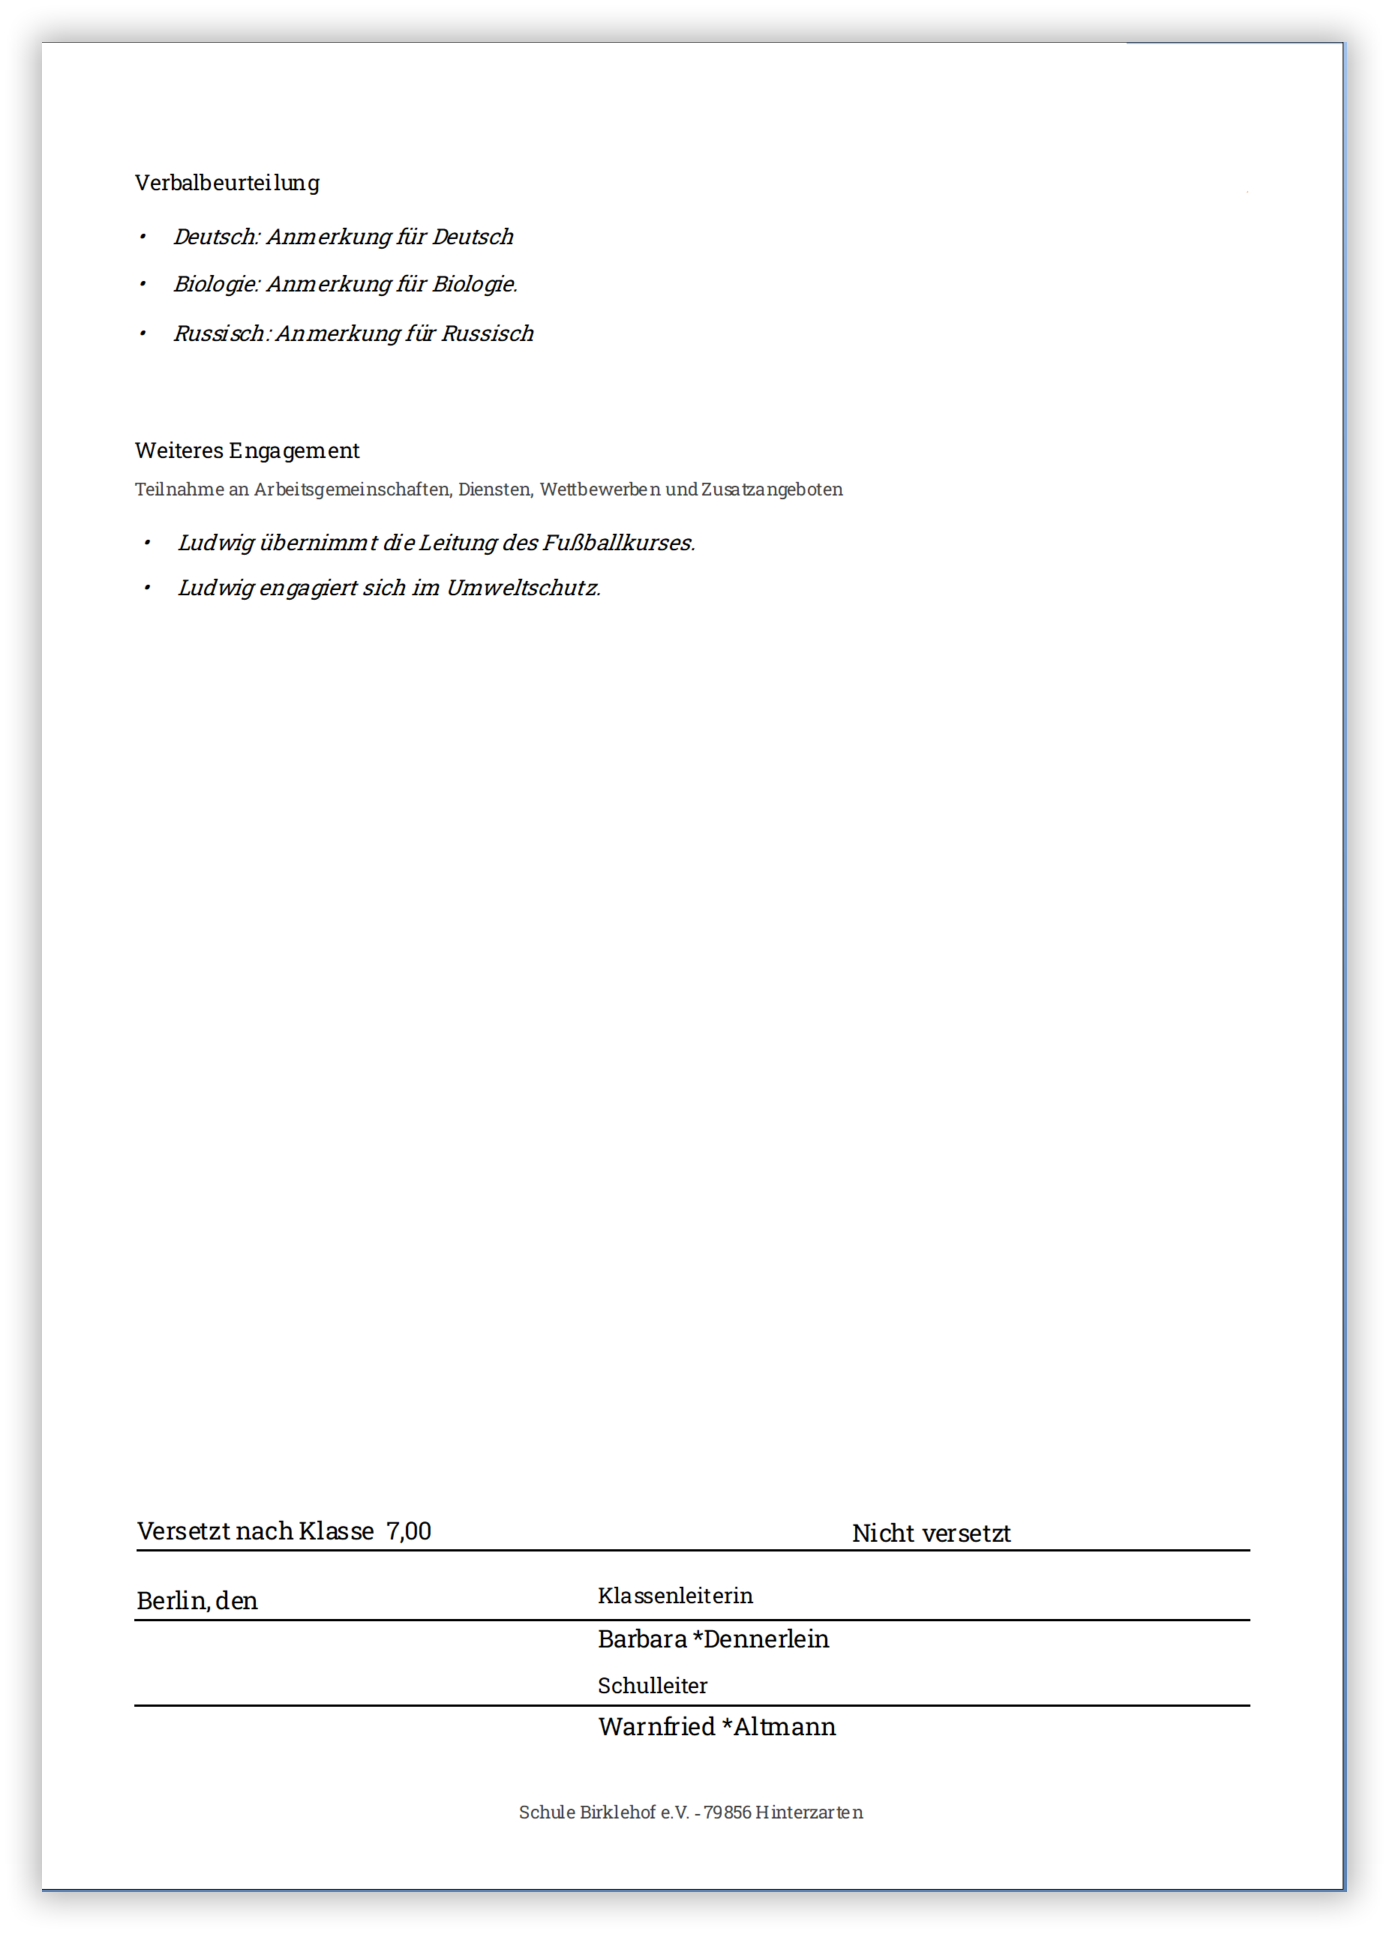 Verbalbeurteilung
• Deutsch: Anmerkung für Deutsch
• Biologie: Anmerkung für Biologie.
• Russisch: Anmerkung für Russisch
Weiteres Engagement
Teilnahme an Arbeitsgemeinschaften, Diensten, Wettbewerben und Zusatzangeboten
• Ludwig übernimmt die Leitung des Fußballkurses.
• Ludwig engagiert sich im Umweltschutz.
Versetzt nach Klasse 7,00 Nicht versetzt
Berlin, den Klassenleiterin
Barbara *Dennerlein
Schulleiter
Warnfried *Altmann
Schule Birklehof e.V. - 79856 Hinterzarten